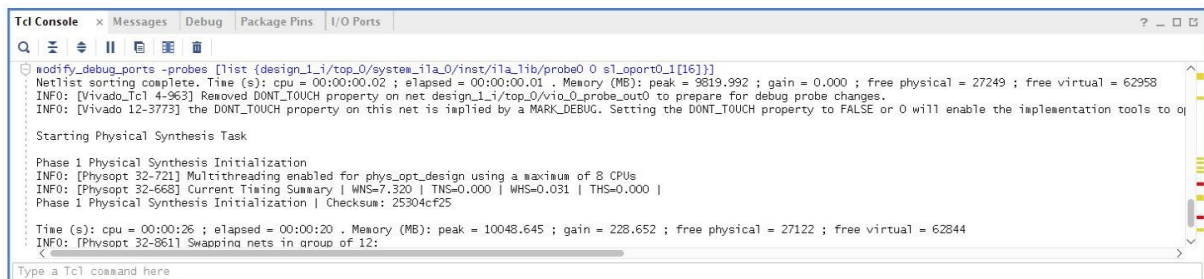 Tcl Console × Messages Debug Package Pins I/O Ports ? _
modify_debug_ports -probes [list {design_1_i/top_0/system_ila_0/inst/ila_lib/probe0 0 sl_oport0_1[16]}]
Netlist sorting complete. Time (s): cpu = 00:00:00.02 ; elapsed = 00:00:00.01 . Memory (MB): peak = 9819.992 ; gain = 0.000 ; free physical = 27249 ; free virtual = 62958
INFO: [Vivado_Tcl 4-963] Removed DONT_TOUCH property on net design_1_i/top_0/vio_0_probe_out0 to prepare for debug probe changes.
INFO: [Vivado 12-3773] the DONT_TOUCH property on this net is implied by a MARK_DEBUG. Setting the DONT_TOUCH property to FALSE or 0 will enable the implementation tools to op
Starting Physical Synthesis Task
Phase 1 Physical Synthesis Initialization
INFO: [Physopt 32-721] Multithreading enabled for phys_opt_design using a maximum of 8 CPUs
INFO: [Physopt 32-668] Current Timing Summary | WNS=7.320 | TNS=0.000 | WHS=0.031 | THS=0.000 |
Phase 1 Physical Synthesis Initialization | Checksum: 25304cf25
Time (s): cpu = 00:00:26 ; elapsed = 00:00:20 . Memory (MB): peak = 10048.645 ; gain = 228.652 ; free physical = 27122 ; free virtual = 62844
INFO: [Physopt 32-861] Swapping nets in group of 12:
Type a Tcl command here